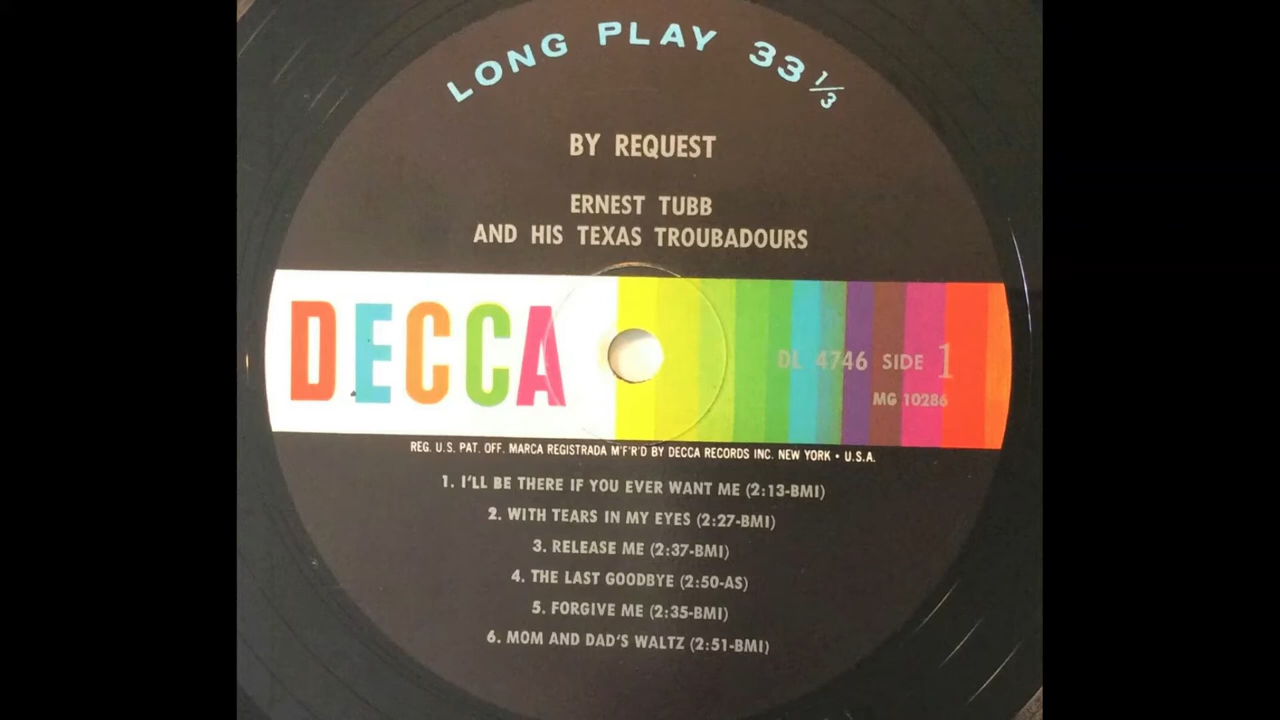 LONG PLAY 33 1/3
BY REQUEST
ERNEST TUBB
AND HIS TEXAS TROUBADOURS
DECCA
DL 4746 SIDE 1
MG 10286
REG. U.S. PAT. OFF. MARCA REGISTRADA M'F'R'D BY DECCA RECORDS INC. NEW YORK • U.S.A.
1. I'LL BE THERE IF YOU EVER WANT ME (2:13-BMI)
2. WITH TEARS IN MY EYES (2:27-BMI)
3. RELEASE ME (2:37-BMI)
4. THE LAST GOODBYE (2:50-AS)
5. FORGIVE ME (2:35-BMI)
6. MOM AND DAD'S WALTZ (2:51-BMI)